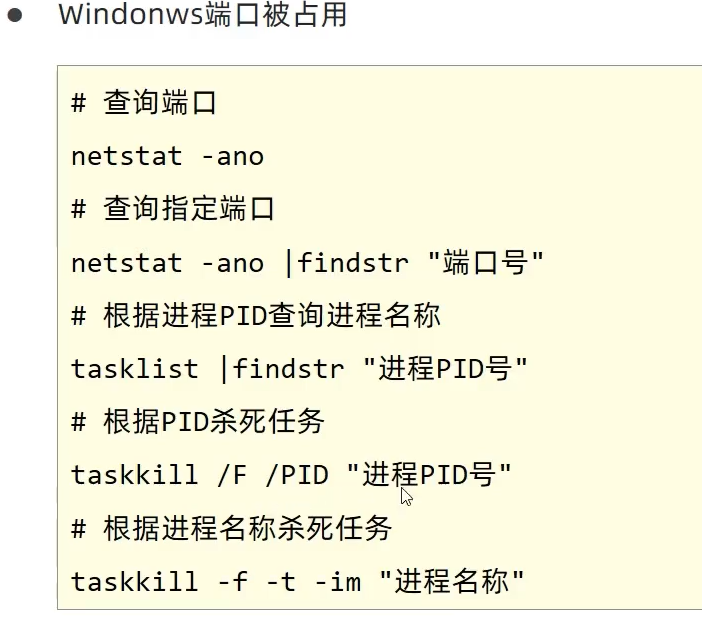 Windonws端口被占用
# 查询端口
netstat -ano
# 查询指定端口
netstat -ano |findstr "端口号"
# 根据进程PID查询进程名称
tasklist |findstr "进程PID号"
# 根据PID杀死任务
taskkill /F /PID "进程PID号"
# 根据进程名称杀死任务
taskkill -f -t -im "进程名称"